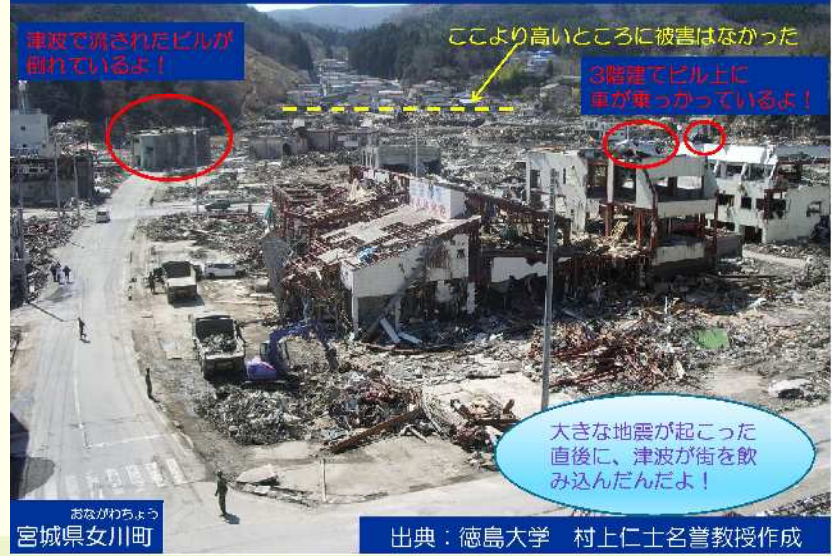 津波で流されたビルが
倒れているよ！
ここより高いところに被害はなかった
3階建てビル上に
車が乗っかっているよ！
大きな地震が起こった
直後に、津波が街を飲
み込んだんだよ！
おながわちょう
宮城県女川町
出典：徳島大学　村上仁士名誉教授作成